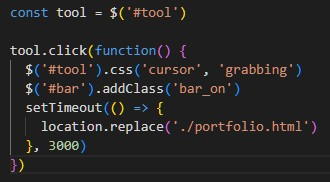 const tool = $('#tool')
tool.click(function() {
$('#tool').css('cursor', 'grabbing')
$('#bar').addClass('bar_on')
setTimeout(() => {
location.replace('./portfolio.html')
}, 3000)
})